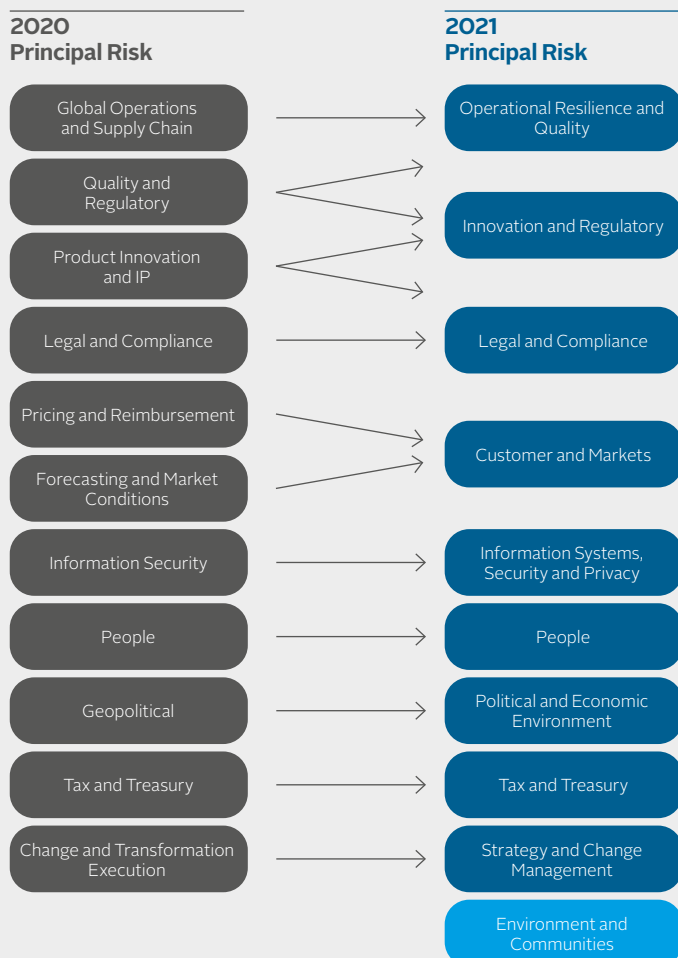 2020
Principal Risk
Global Operations
and Supply Chain
Quality and
Regulatory
Product Innovation
and IP
Legal and Compliance
Pricing and Reimbursement
Forecasting and Market
Conditions
Information Security
People
Geopolitical
Tax and Treasury
Change and Transformation
Execution
2021
Principal Risk
Operational Resilience and
Quality
Innovation and Regulatory
Legal and Compliance
Customer and Markets
Information Systems,
Security and Privacy
People
Political and Economic
Environment
Tax and Treasury
Strategy and Change
Management
Environment and
Communities